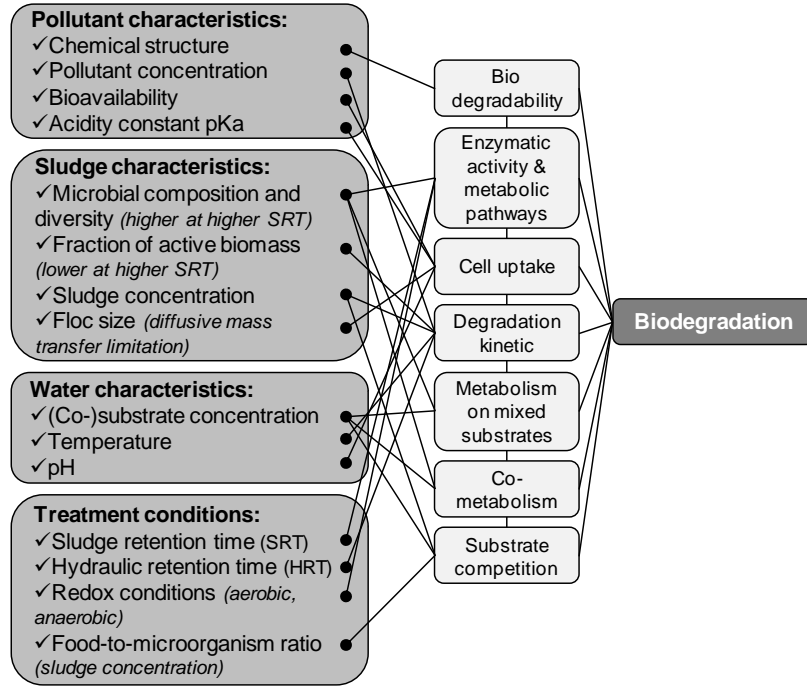 Pollutant characteristics:
✓Chemical structure
✓Pollutant concentration
✓Bioavailability
✓Acidity constant pKa
Sludge characteristics:
✓Microbial composition and
diversity (higher at higher SRT)
✓Fraction of active biomass
(lower at higher SRT)
✓Sludge concentration
✓Floc size (diffusive mass
transfer limitation)
Water characteristics:
✓(Co-)substrate concentration
✓Temperature
✓pH
Treatment conditions:
✓Sludge retention time (SRT)
✓Hydraulic retention time (HRT)
✓Redox conditions (aerobic,
anaerobic)
✓Food-to-microorganism ratio
(sludge concentration)
Bio
degradability
Enzymatic
activity &
metabolic
pathways
Cell uptake
Degradation
kinetic
Metabolism
on mixed
substrates
Co-
metabolism
Substrate
competition
Biodegradation